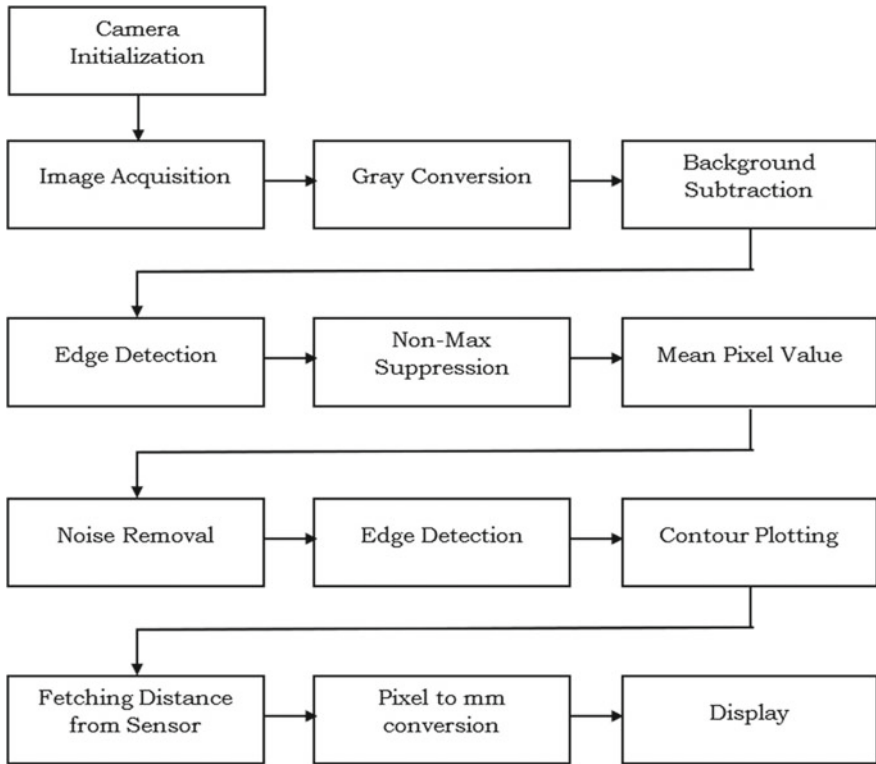 Camera
Initialization
Image Acquisition
Gray Conversion
Background
Subtraction
Edge Detection
Non-Max
Suppression
Mean Pixel Value
Noise Removal
Edge Detection
Contour Plotting
Fetching Distance
from Sensor
Pixel to mm
conversion
Display